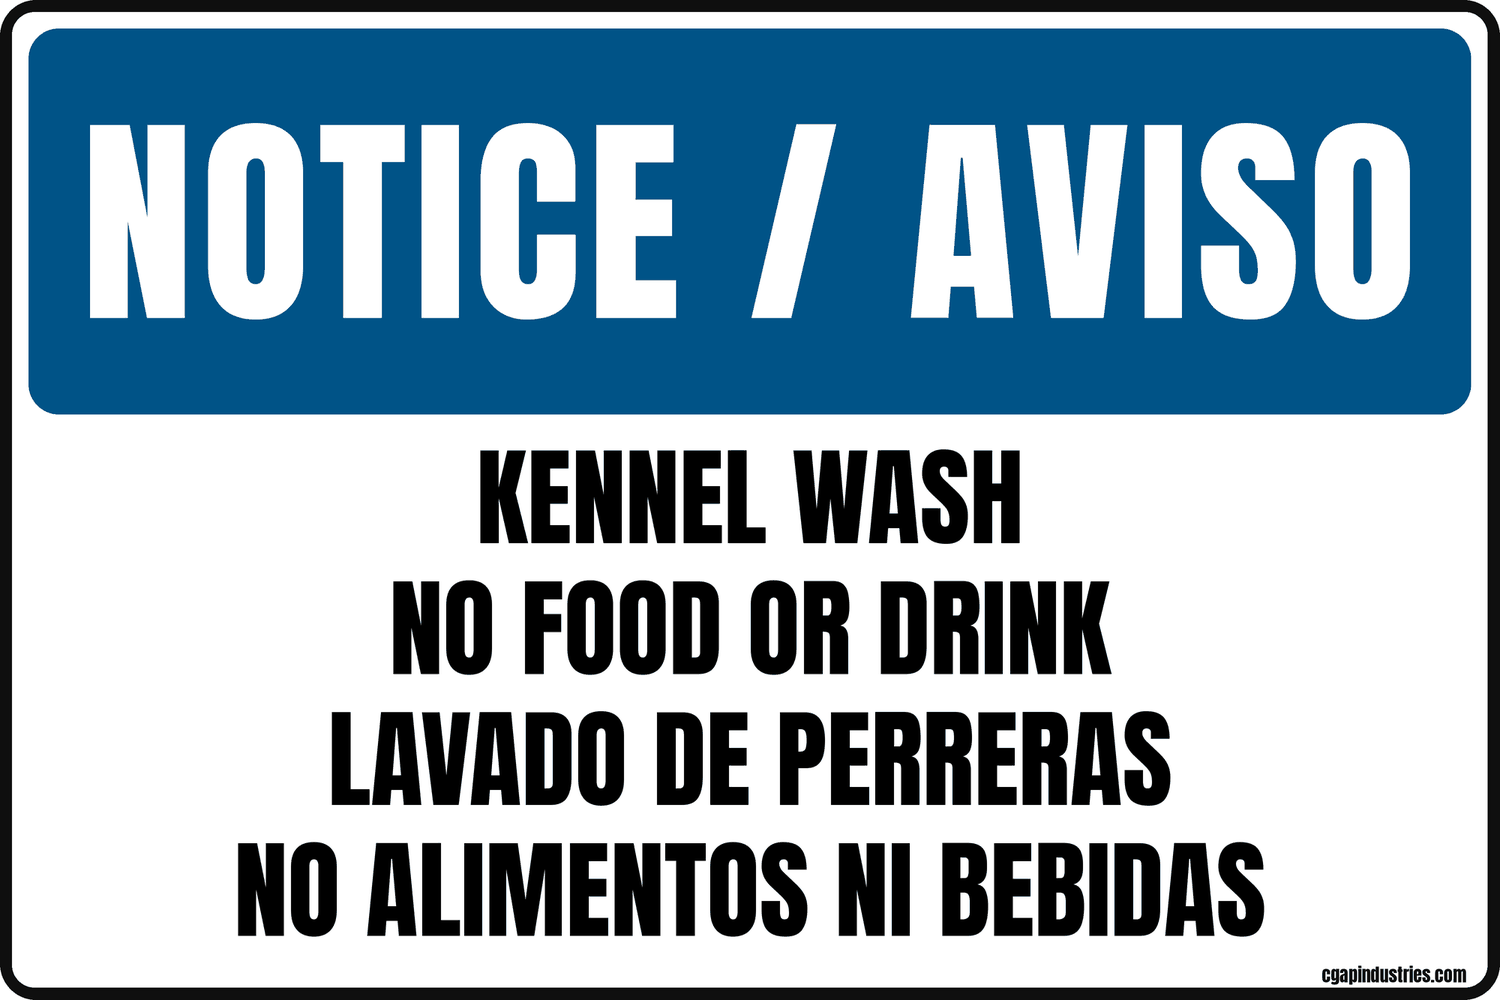 NOTICE / AVISO
KENNEL WASH
NO FOOD OR DRINK
LAVADO DE PERRERAS
NO ALIMENTOS NI BEBIDAS
cgapindustries.com